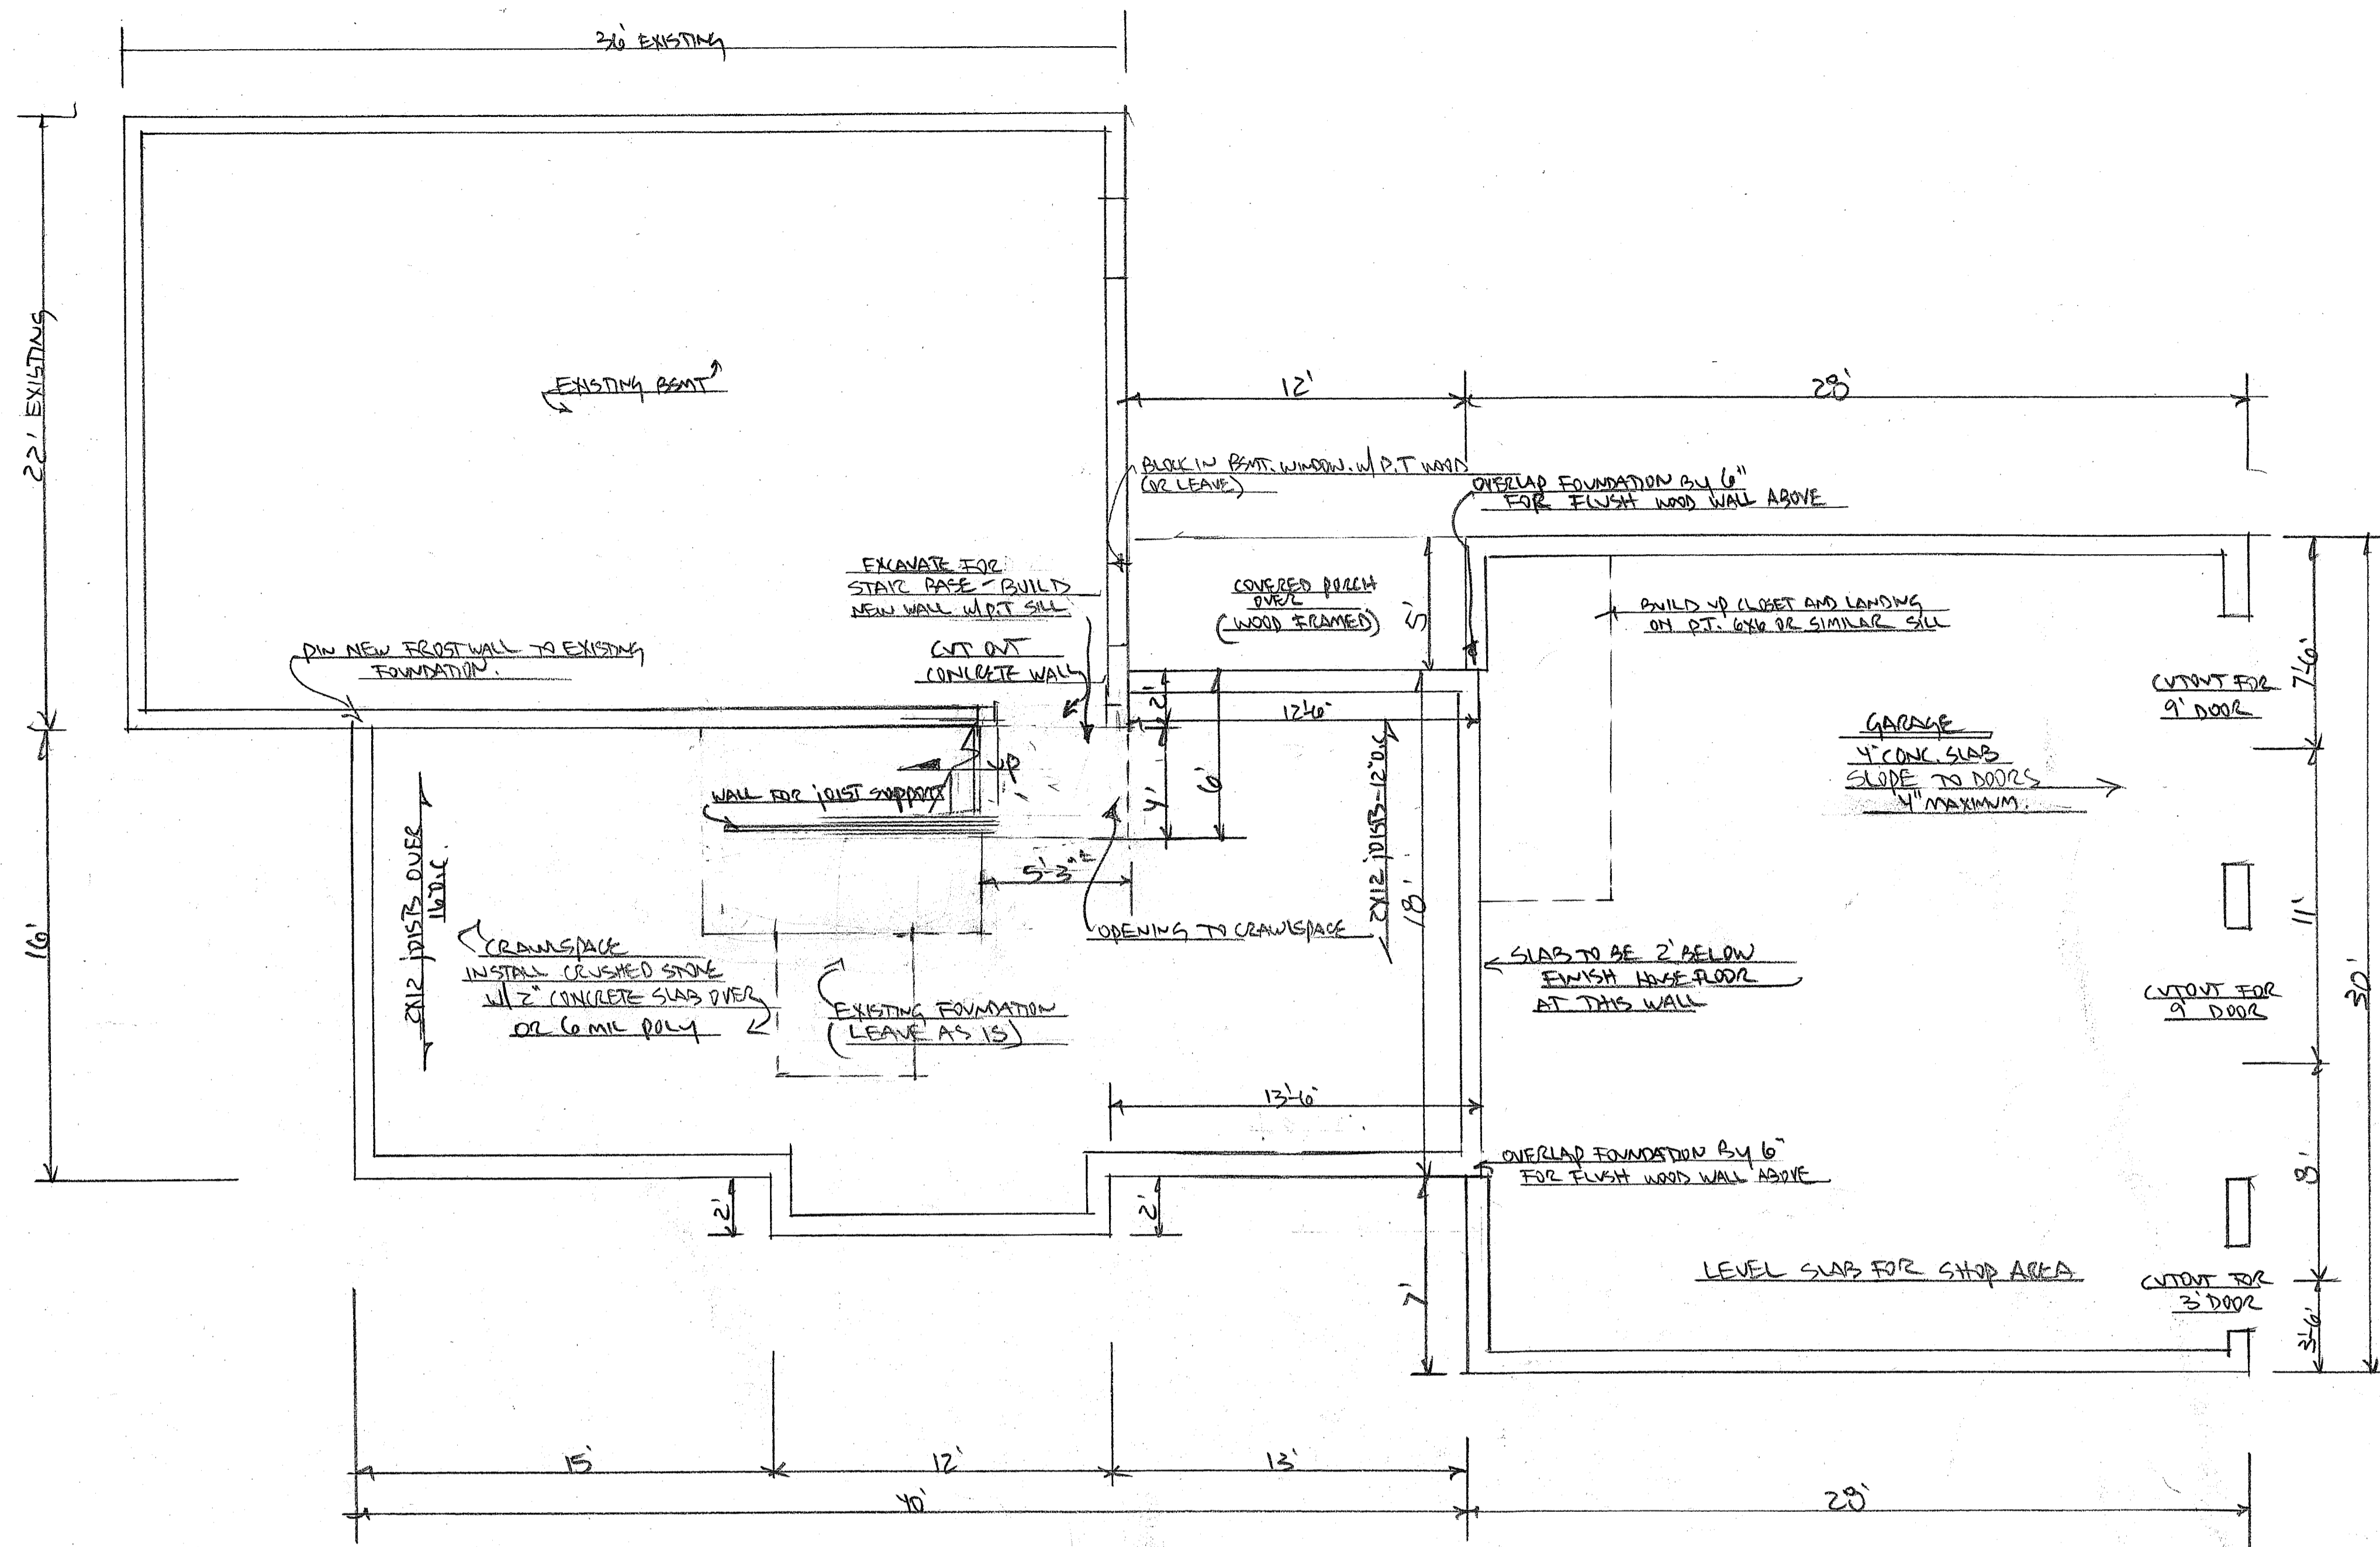 36' EXISTING
22' EXISTING
EXISTING BSMT
12'
28'
BLOCK IN BSMT. WINDOW. W/ P.T WOOD
(OR LEAVE)
OVERLAP FOUNDATION BY 6"
FOR FLUSH WOOD WALL ABOVE
EXCAVATE FOR
STAIR BASE - BUILD
NEW WALL W/P.T SILL
COVERED PORCH
OVER
(WOOD FRAMED)
5'
BUILD UP CLOSET AND LANDING
ON P.T. 6X6 OR SIMILAR SILL
PIN NEW FROSTWALL TO EXISTING
FOUNDATION.
CUT OUT
CONCRETE WALL
7'-6"
CUTOUT FOR
9' DOOR
2'
12'-6"
GARAGE
4" CONC. SLAB
SLOPE TO DOORS
4" MAXIMUM.
UP
WALL FOR JOIST SUPPORT
4'
6'
2X12 JOISTS OVER
16" O.C.
2X12 JOISTS - 12" O.C.
18'
5'-3"±
16'
11'
30'
OPENING TO CRAWLSPACE
CRAWLSPACE
INSTALL CRUSHED STONE
W/ 2" CONCRETE SLAB OVER
OR 6 MIL POLY
EXISTING FOUNDATION
(LEAVE AS IS)
SLAB TO BE 2' BELOW
FINISH HOUSE FLOOR
AT THIS WALL
CUTOUT FOR
9' DOOR
13'-6"
OVERLAP FOUNDATION BY 6"
FOR FLUSH WOOD WALL ABOVE
8'
2'
2'
7'
LEVEL SLAB FOR SHOP AREA
CUTOUT FOR
3' DOOR
3'-6"
15'
12'
13'
40'
28'